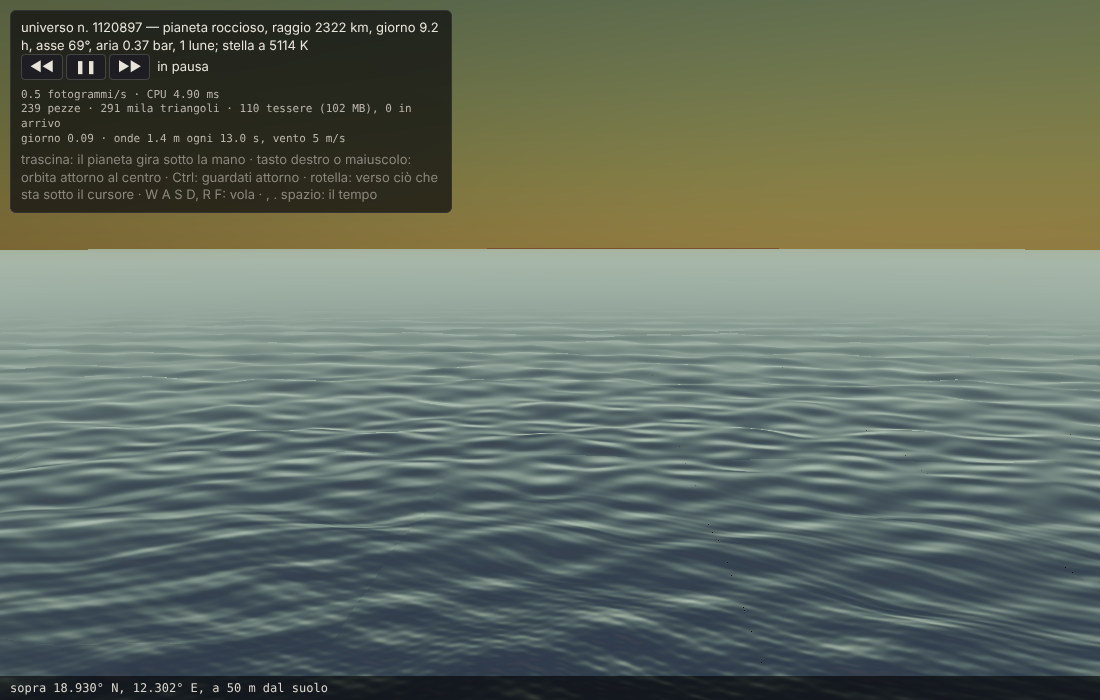 universo n. 1120897 — pianeta roccioso, raggio 2322 km, giorno 9.2
h, asse 69°, aria 0.37 bar, 1 lune; stella a 5114 K
in pausa
0.5 fotogrammi/s · CPU 4.90 ms
239 pezze · 291 mila triangoli · 110 tessere (102 MB), 0 in
arrivo
giorno 0.09 · onde 1.4 m ogni 13.0 s, vento 5 m/s
trascina: il pianeta gira sotto la mano · tasto destro o maiuscolo:
orbita attorno al centro · Ctrl: guardati attorno · rotella: verso ciò che
sta sotto il cursore · W A S D, R F: vola · , . spazio: il tempo
sopra 18.930° N, 12.302° E, a 50 m dal suolo